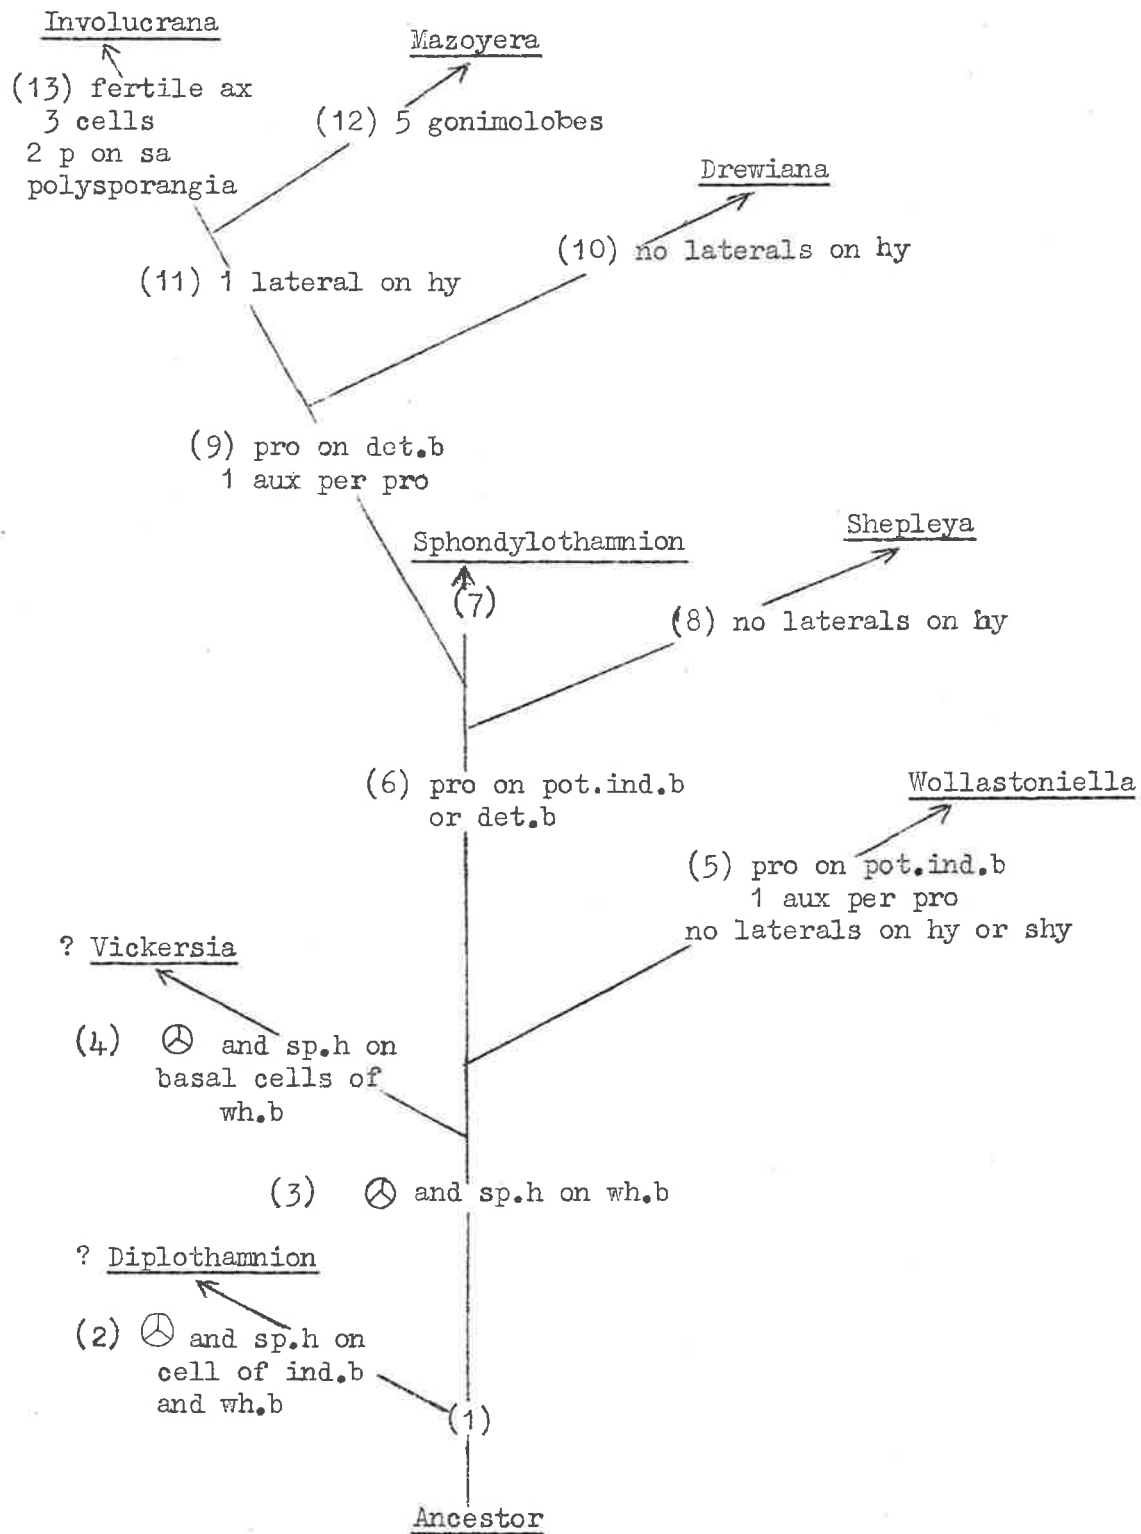 Involucrana
Mazoyera
(13) fertile ax
3 cells
2 p on sa
polysporangia
(12) 5 gonimolobes
Drewiana
(10) no laterals on hy
(11) 1 lateral on hy
(9) pro on det.b
1 aux per pro
Shepleya
Sphondylothamnion
(7)
(8) no laterals on hy
(6) pro on pot.ind.b
or det.b
Wollastoniella
(5) pro on pot.ind.b
1 aux per pro
no laterals on hy or shy
? Vickersia
(4) and sp.h on
basal cells of
wh.b
(3) and sp.h on wh.b
? Diplothamnion
(2) and sp.h on
cell of ind.b
and wh.b
(1)
Ancestor